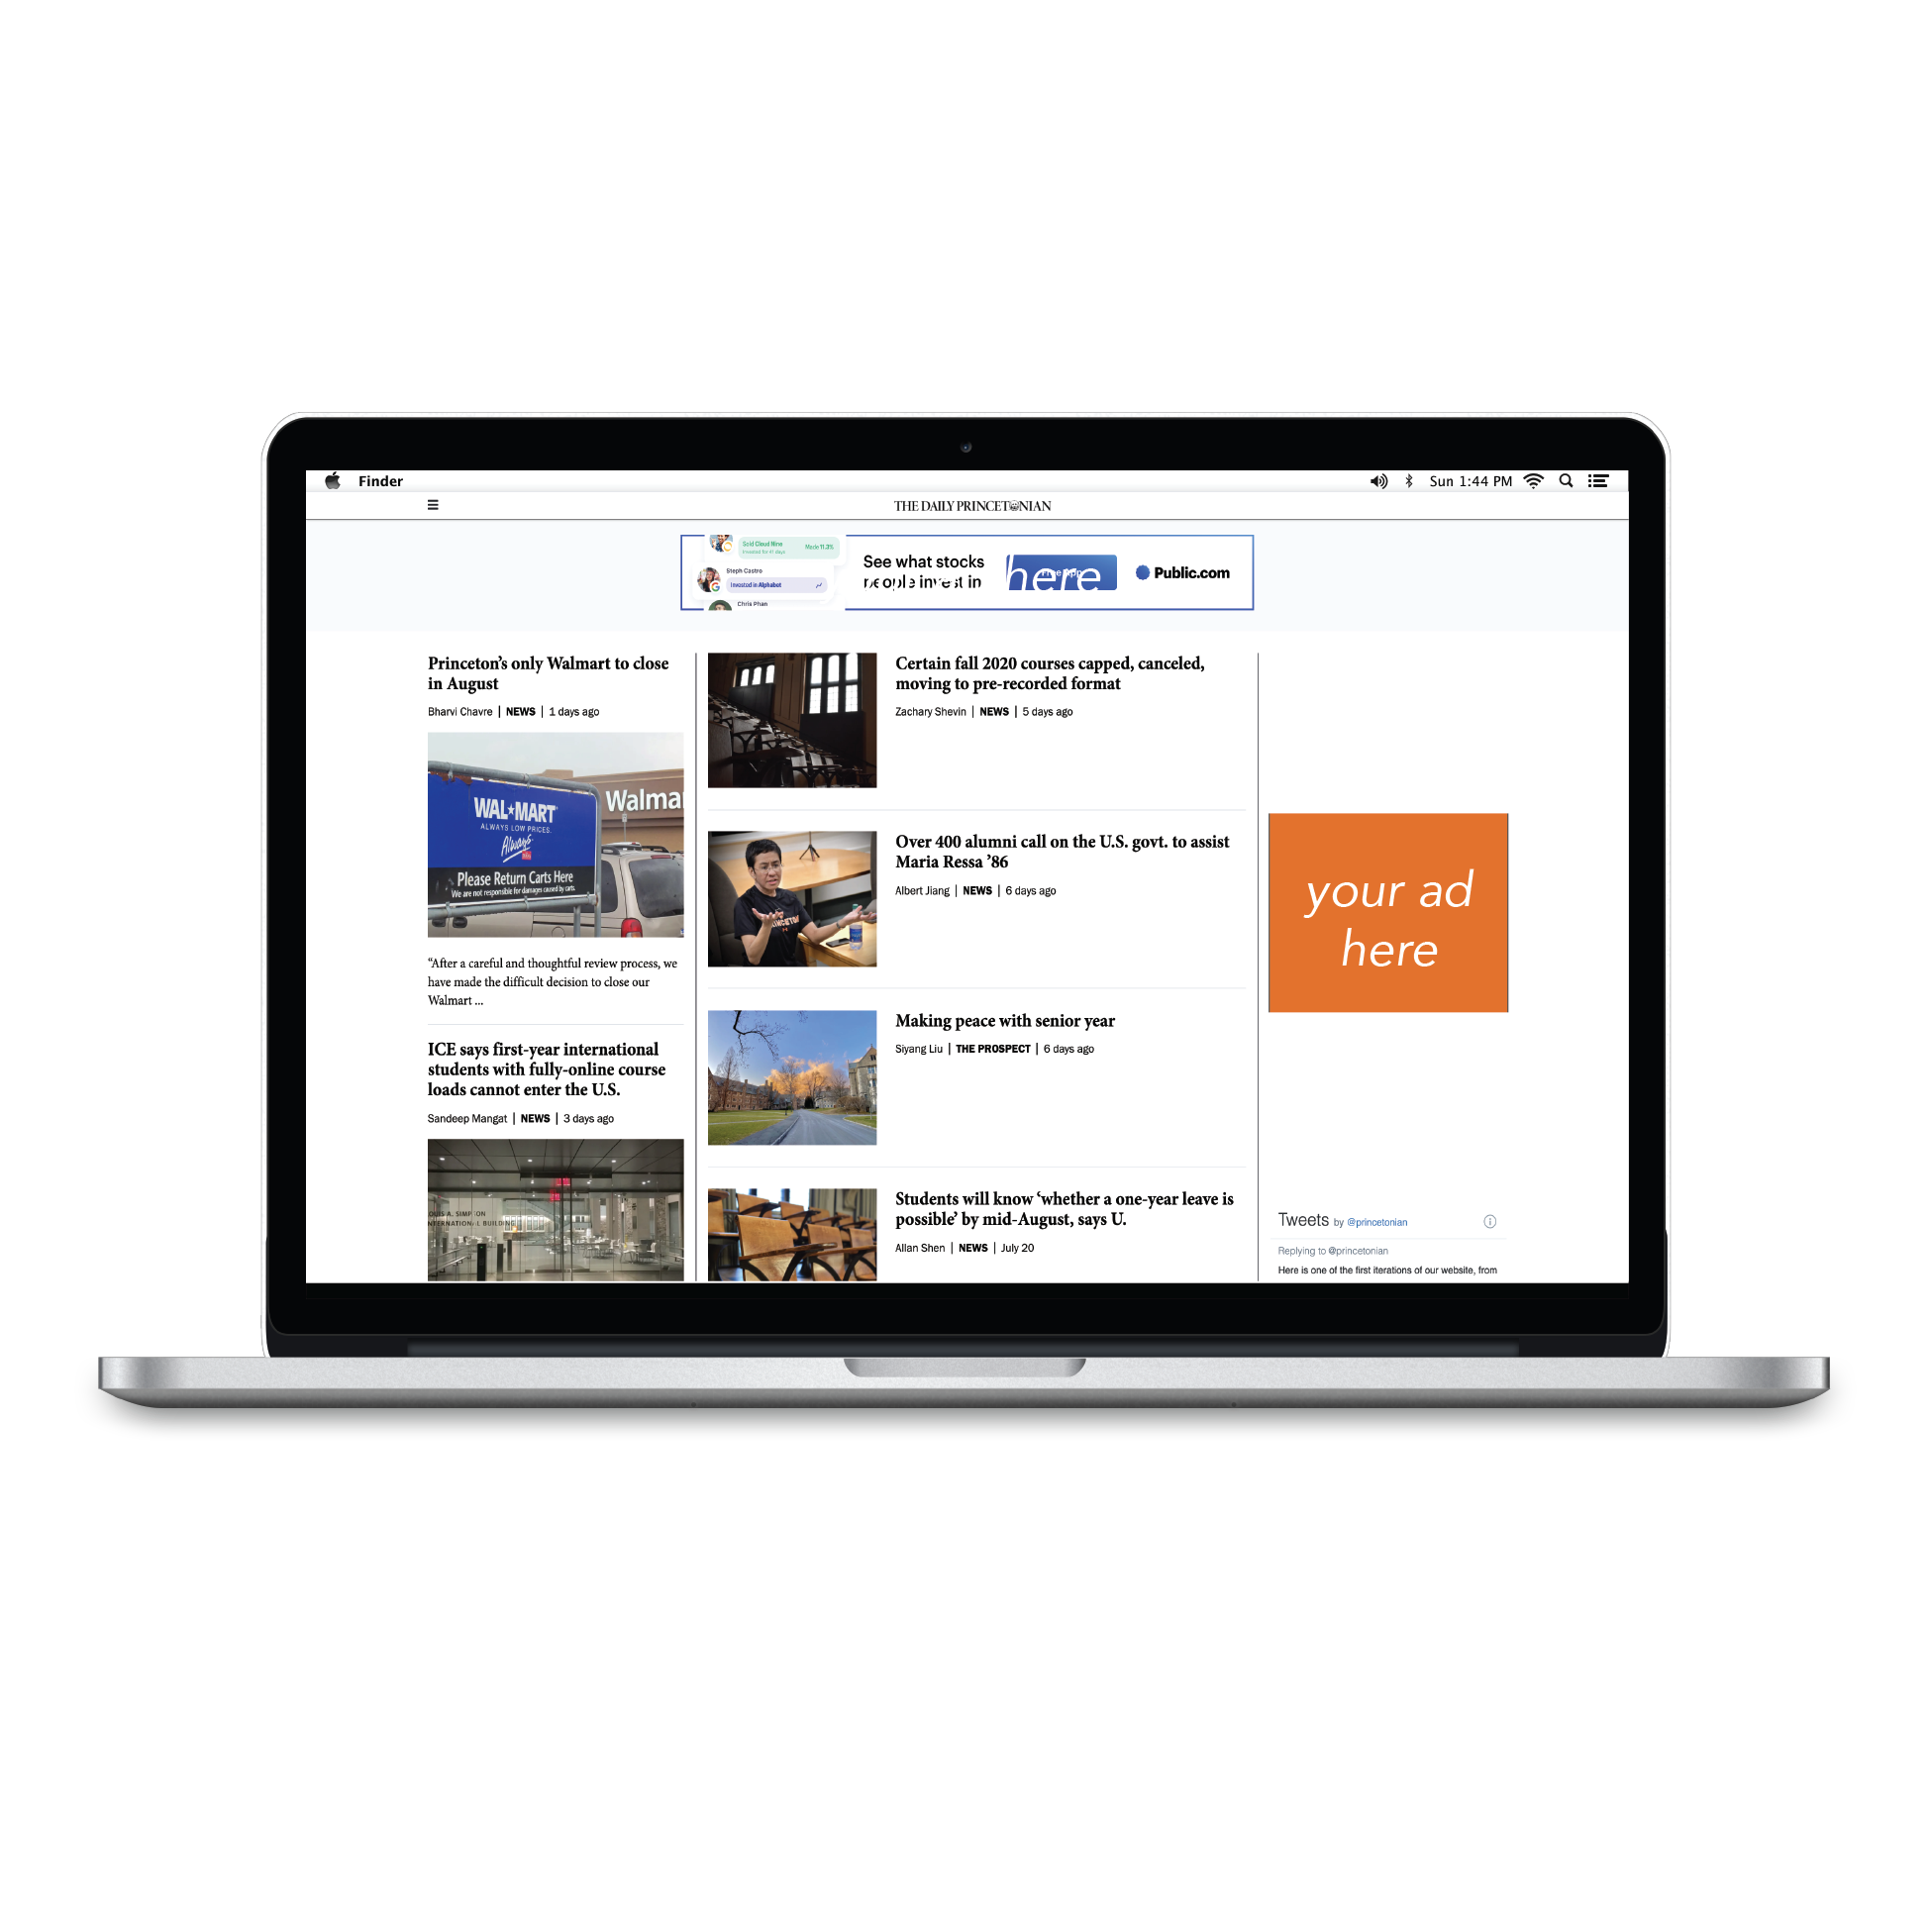 Finder
Sun 1:44 PM
THE DAILY PRINCETONIAN
Sold Cloud Nine
Invested for 41 days
Made 11.3%
Steph Castro
Invested in Alphabet
Chris Phan
See what stocks
people invest in
here
Public.com
Princeton’s only Walmart to close
in August
Bharvi Chavre | NEWS | 1 days ago
WAL★MART
ALWAYS LOW PRICES.
Always
Please Return Carts Here
We are not responsible for damages caused by carts.
Walma
“After a careful and thoughtful review process, we
have made the difficult decision to close our
Walmart ...
ICE says first-year international
students with fully-online course
loads cannot enter the U.S.
Sandeep Mangat | NEWS | 3 days ago
BUILDING
Certain fall 2020 courses capped, canceled,
moving to pre-recorded format
Zachary Shevin | NEWS | 5 days ago
Over 400 alumni call on the U.S. govt. to assist
Maria Ressa ’86
Albert Jiang | NEWS | 6 days ago
Making peace with senior year
Siyang Liu | THE PROSPECT | 6 days ago
Students will know ‘whether a one-year leave is
possible’ by mid-August, says U.
Allan Shen | NEWS | July 20
your ad
here
Tweets by @princetonian
Replying to @princetonian
Here is one of the first iterations of our website, from